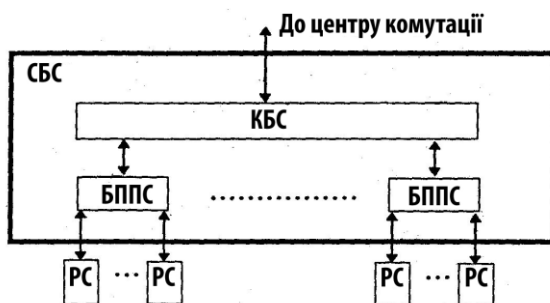 До центру комутації
СБС
КБС
БППС ................... БППС
РС ... РС РС ... РС